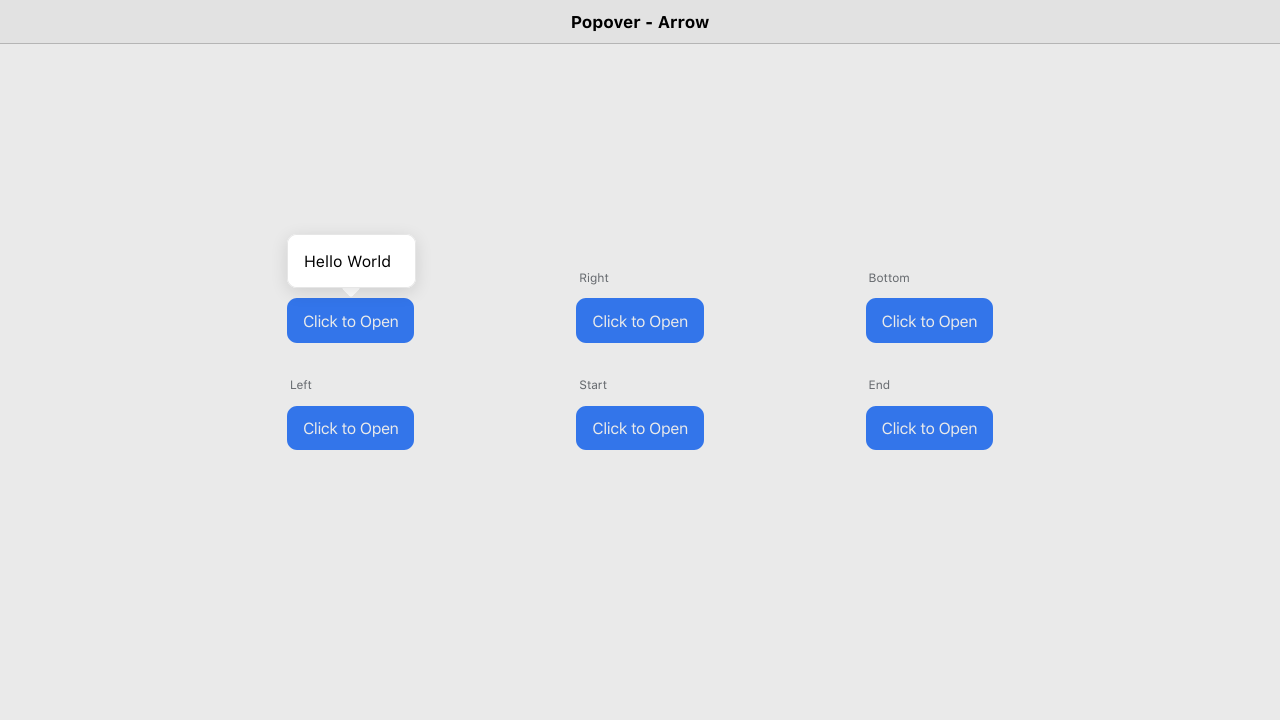 Popover - Arrow
Hello World
Right
Bottom
Click to Open
Click to Open
Click to Open
Left
Start
End
Click to Open
Click to Open
Click to Open